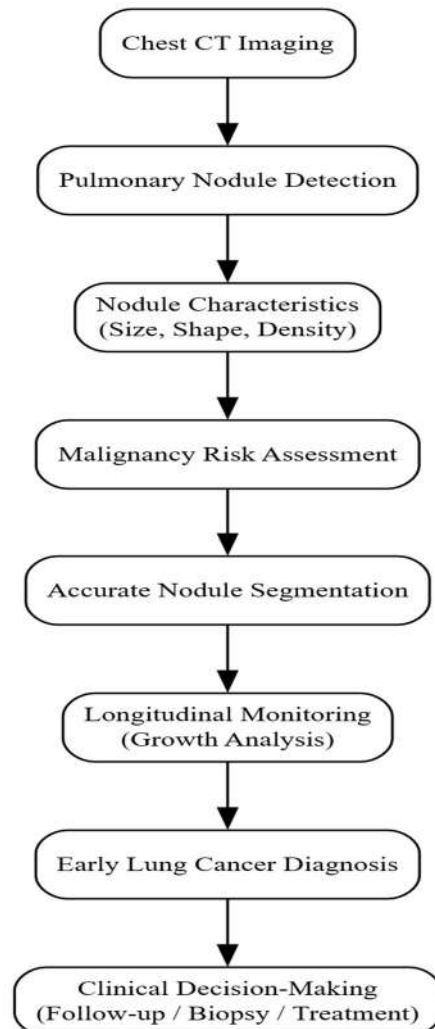 Chest CT Imaging
Pulmonary Nodule Detection
Nodule Characteristics
(Size, Shape, Density)
Malignancy Risk Assessment
Accurate Nodule Segmentation
Longitudinal Monitoring
(Growth Analysis)
Early Lung Cancer Diagnosis
Clinical Decision-Making
(Follow-up / Biopsy / Treatment)